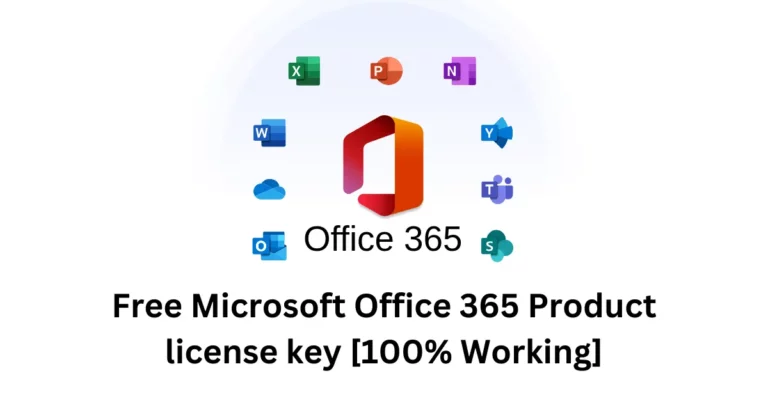 X
P
N
W
Y
T
O
S
Office 365
Free Microsoft Office 365 Product
license key [100% Working]